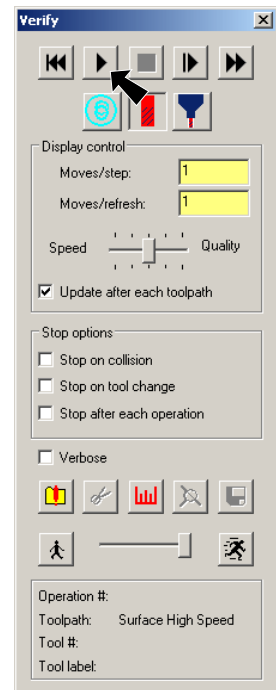 Verify
Display control
Moves/step: 1
Moves/refresh: 1
Speed Quality
Update after each toolpath
Stop options
Stop on collision
Stop on tool change
Stop after each operation
Verbose
Operation #:
Toolpath: Surface High Speed
Tool #:
Tool label: